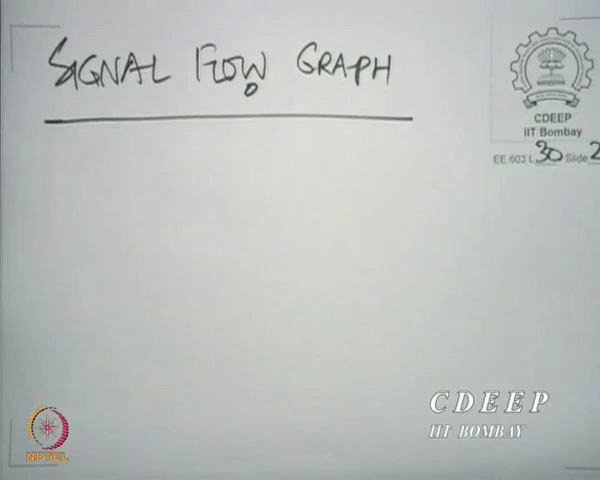 SIGNAL FLOW GRAPH
CDEEP
IIT Bombay
EE 603 L 30 Slide 2
CDEEP
IIT BOMBAY
NPTEL